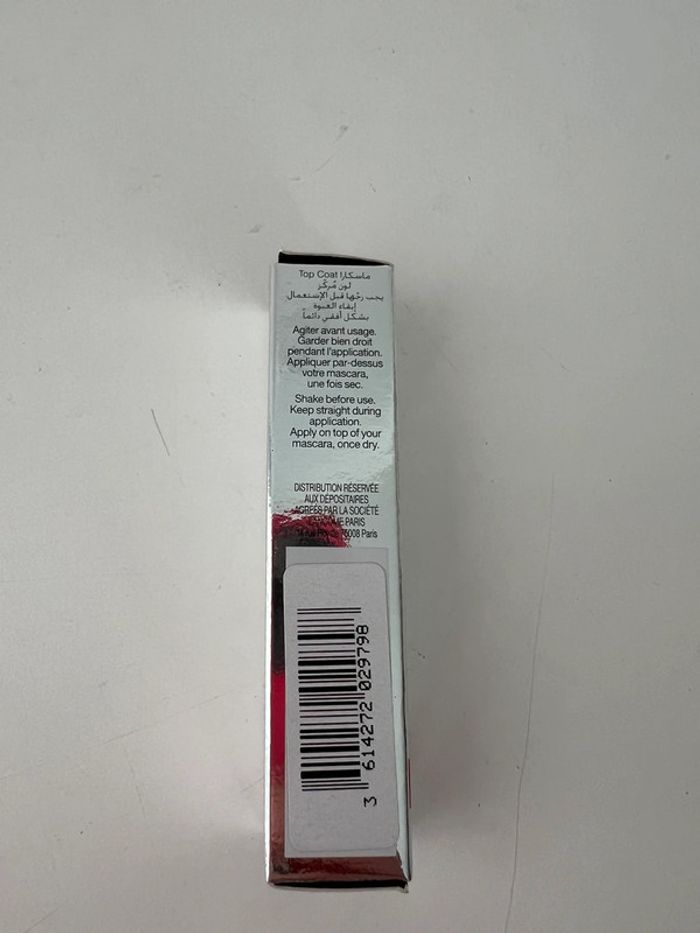 Top Coat ماسكارا
لون مُركّز
يجب رجّها قبل الإستعمال
إبقاء العبوة
بشكل أفقي دائماً
Agiter avant usage.
Garder bien droit
pendant l'application.
Appliquer par-dessus
votre mascara,
une fois sec.
Shake before use.
Keep straight during
application.
Apply on top of your
mascara, once dry.
DISTRIBUTION RÉSERVÉE
AUX DÉPOSITAIRES
AGRÉÉS PAR LA SOCIÉTÉ
LANCÔME PARIS
75008 Paris
3 614272 029798